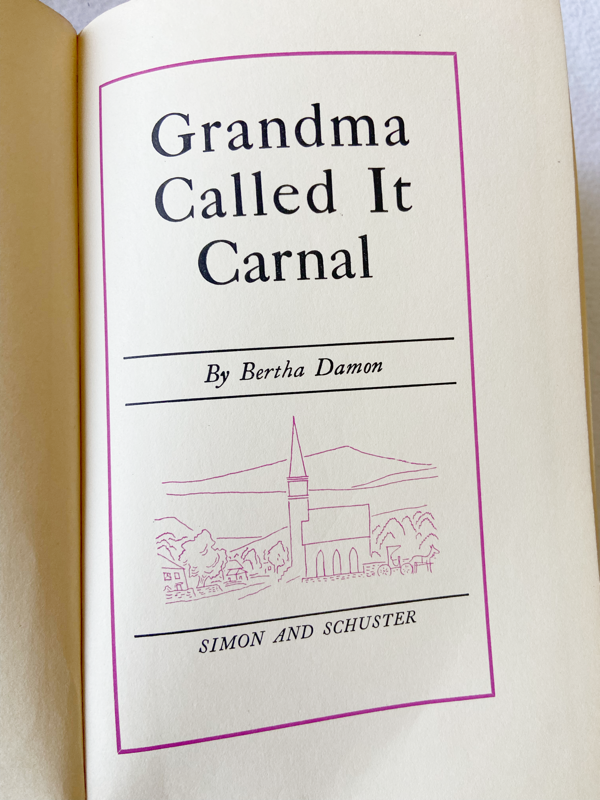 Grandma
Called It
Carnal
By Bertha Damon
SIMON AND SCHUSTER